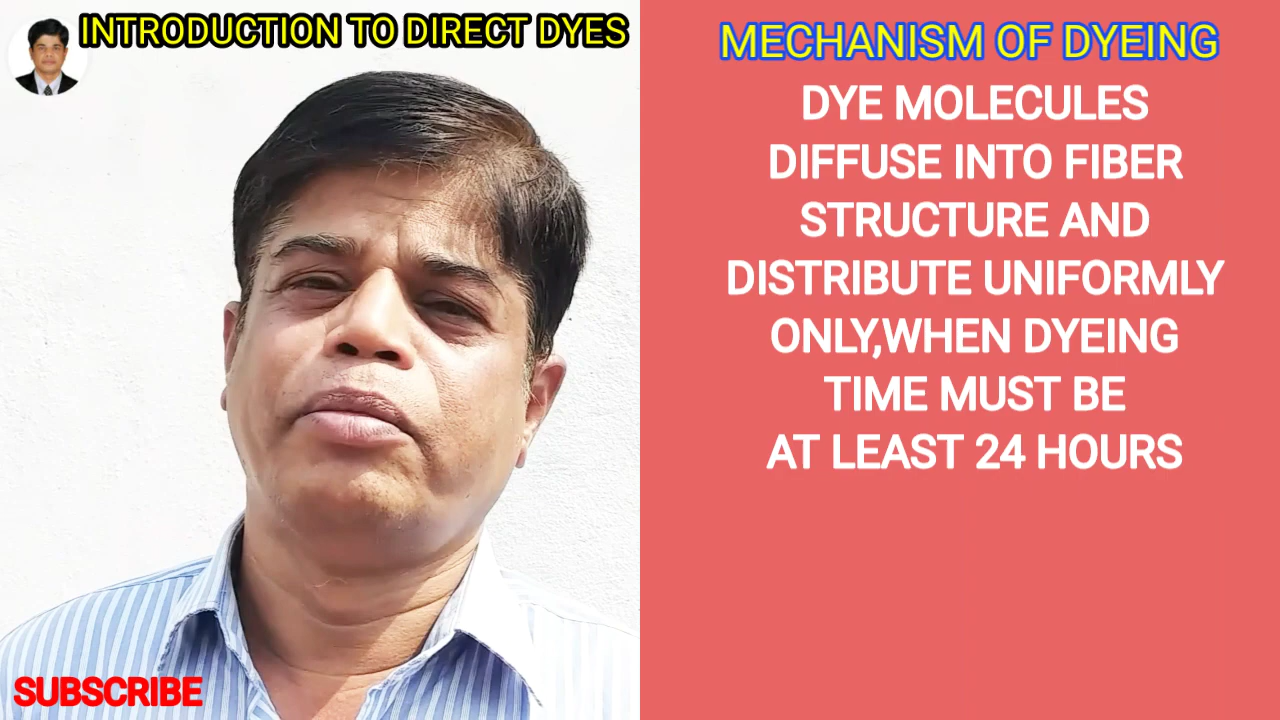 INTRODUCTION TO DIRECT DYES
MECHANISM OF DYEING
DYE MOLECULES
DIFFUSE INTO FIBER
STRUCTURE AND
DISTRIBUTE UNIFORMLY
ONLY,WHEN DYEING
TIME MUST BE
AT LEAST 24 HOURS
SUBSCRIBE